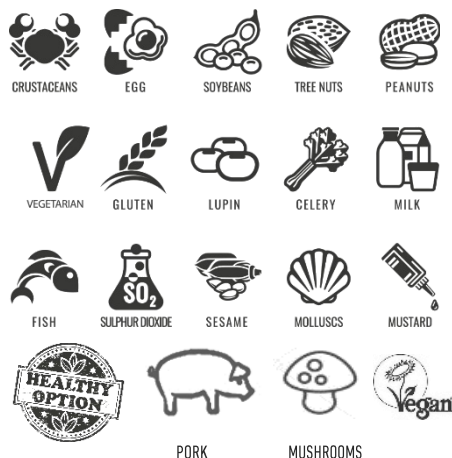 CRUSTACEANS EGG SOYBEANS TREE NUTS PEANUTS
VEGETARIAN GLUTEN LUPIN CELERY MILK
SO2
FISH SULPHUR DIOXIDE SESAME MOLLUSCS MUSTARD
HEALTHY
OPTION
Vegan
PORK MUSHROOMS